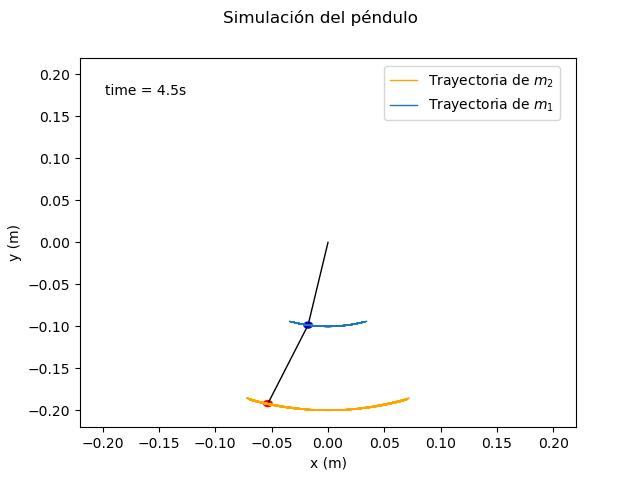 Simulación del péndulo
time = 4.5s
Trayectoria de m₂
Trayectoria de m₁
0.20
0.15
0.10
0.05
0.00
−0.05
−0.10
−0.15
−0.20
y (m)
−0.20 −0.15 −0.10 −0.05 0.00 0.05 0.10 0.15 0.20
x (m)